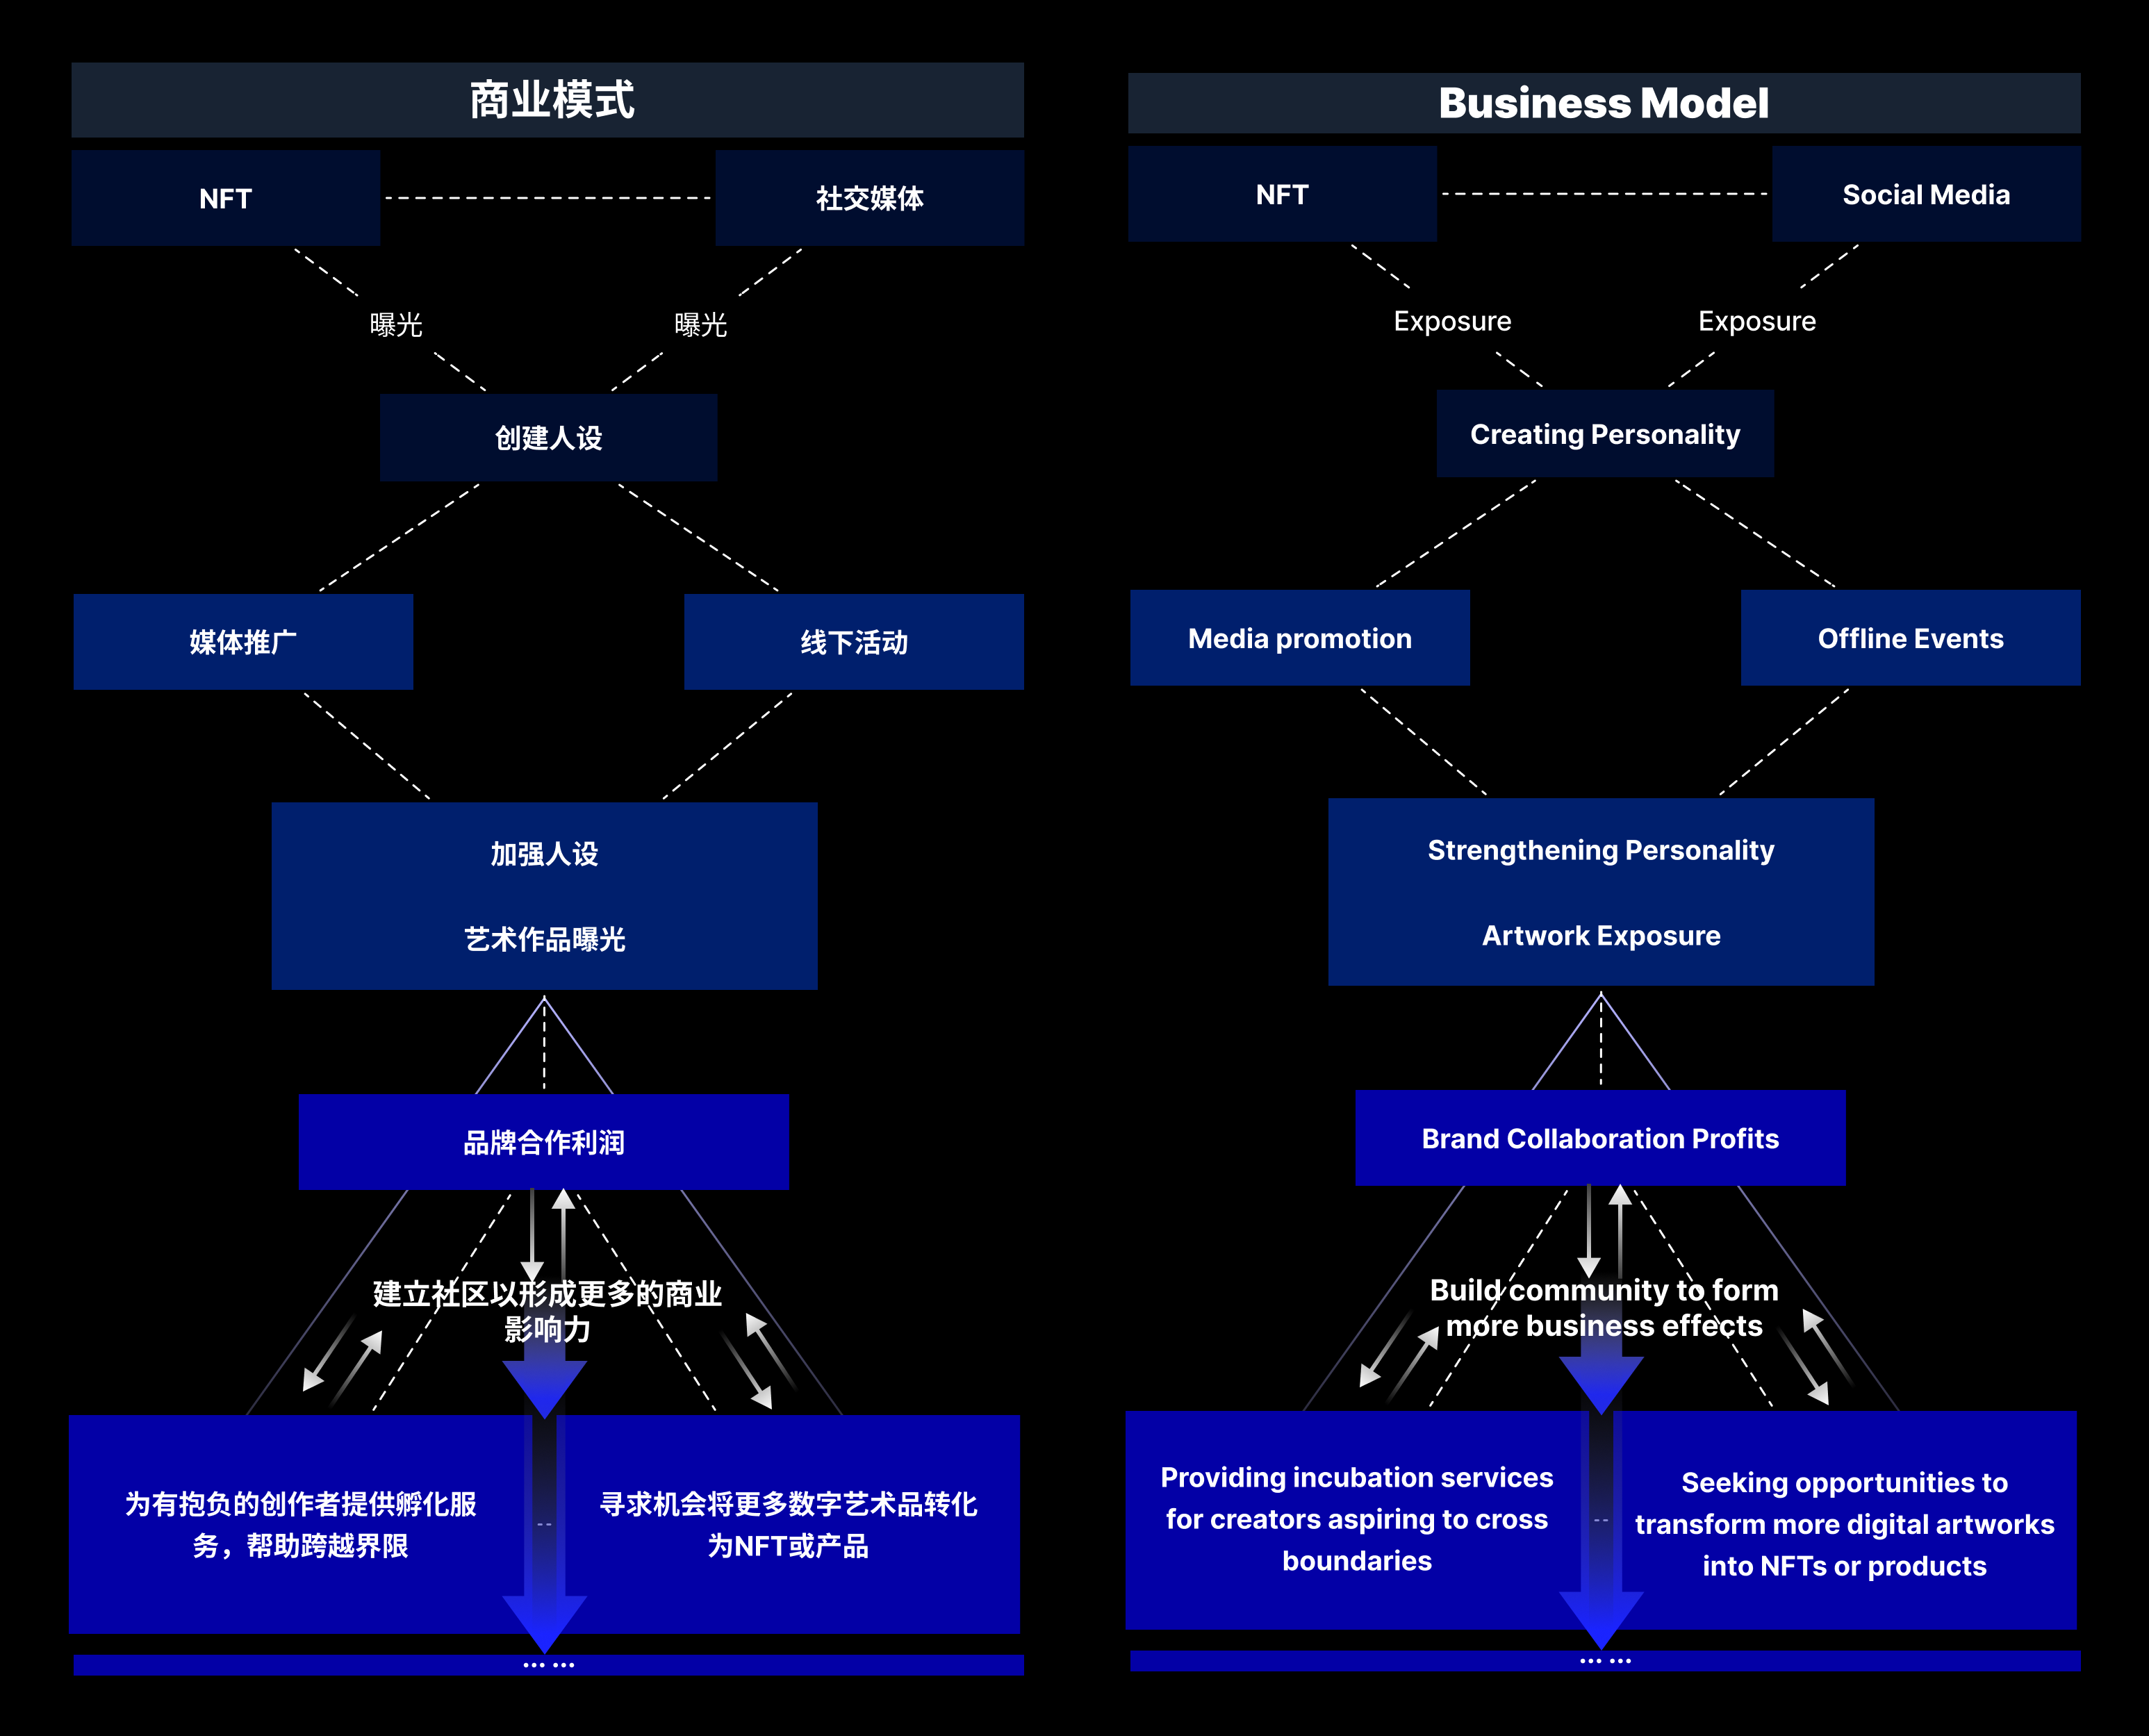 商业模式
NFT
社交媒体
曝光
曝光
创建人设
媒体推广
线下活动
加强人设
艺术作品曝光
品牌合作利润
建立社区以形成更多的商业
影响力
为有抱负的创作者提供孵化服
务，帮助跨越界限
寻求机会将更多数字艺术品转化
为NFT或产品
... ...
Business Model
NFT
Social Media
Exposure
Exposure
Creating Personality
Media promotion
Offline Events
Strengthening Personality
Artwork Exposure
Brand Collaboration Profits
Build community to form
more business effects
Providing incubation services
for creators aspiring to cross
boundaries
Seeking opportunities to
transform more digital artworks
into NFTs or products
... ...